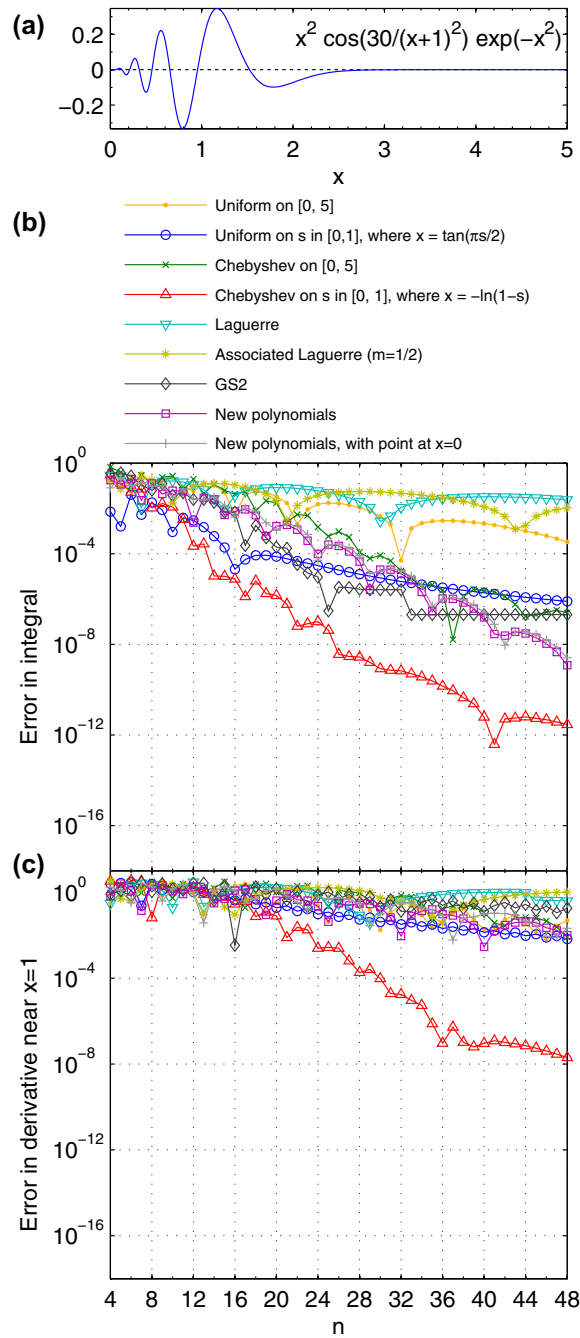 (a)
x² cos(30/(x+1)²) exp(−x²)
0.2
0
−0.2
0 1 2 3 4 5
x
(b)
Uniform on [0, 5]
Uniform on s in [0,1], where x = tan(πs/2)
Chebyshev on [0, 5]
Chebyshev on s in [0, 1], where x = −ln(1−s)
Laguerre
Associated Laguerre (m=1/2)
GS2
New polynomials
New polynomials, with point at x=0
Error in integral
10⁰
10⁻⁴
10⁻⁸
10⁻¹²
10⁻¹⁶
(c)
Error in derivative near x=1
10⁰
10⁻⁴
10⁻⁸
10⁻¹²
10⁻¹⁶
4 8 12 16 20 24 28 32 36 40 44 48
n